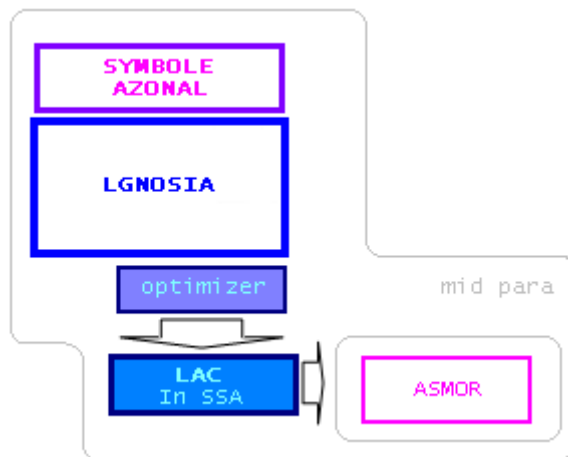 SYMBOLE
AZONAL
LGNOSIA
optimizer
mid para
LAC
In SSA
ASMOR